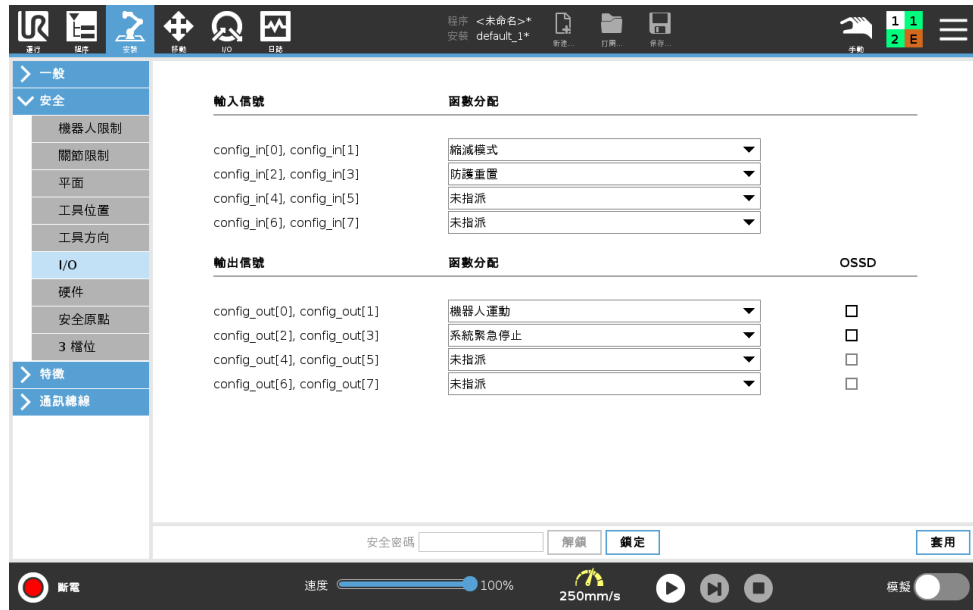 UR
運行
程序
安裝
移動
I/O
日誌
程序 <未命名>*
安裝 default_1*
新建...
打開...
保存...
手動
1 1
2 E
一般
安全
機器人限制
關節限制
平面
工具位置
工具方向
I/O
硬件
安全原點
3 檔位
特徵
通訊總線
輸入信號 函數分配
config_in[0], config_in[1] 縮減模式
config_in[2], config_in[3] 防護重置
config_in[4], config_in[5] 未指派
config_in[6], config_in[7] 未指派
輸出信號 函數分配 OSSD
config_out[0], config_out[1] 機器人運動
config_out[2], config_out[3] 系統緊急停止
config_out[4], config_out[5] 未指派
config_out[6], config_out[7] 未指派
安全密碼 解鎖 鎖定 套用
斷電 速度 100% 250mm/s 模擬